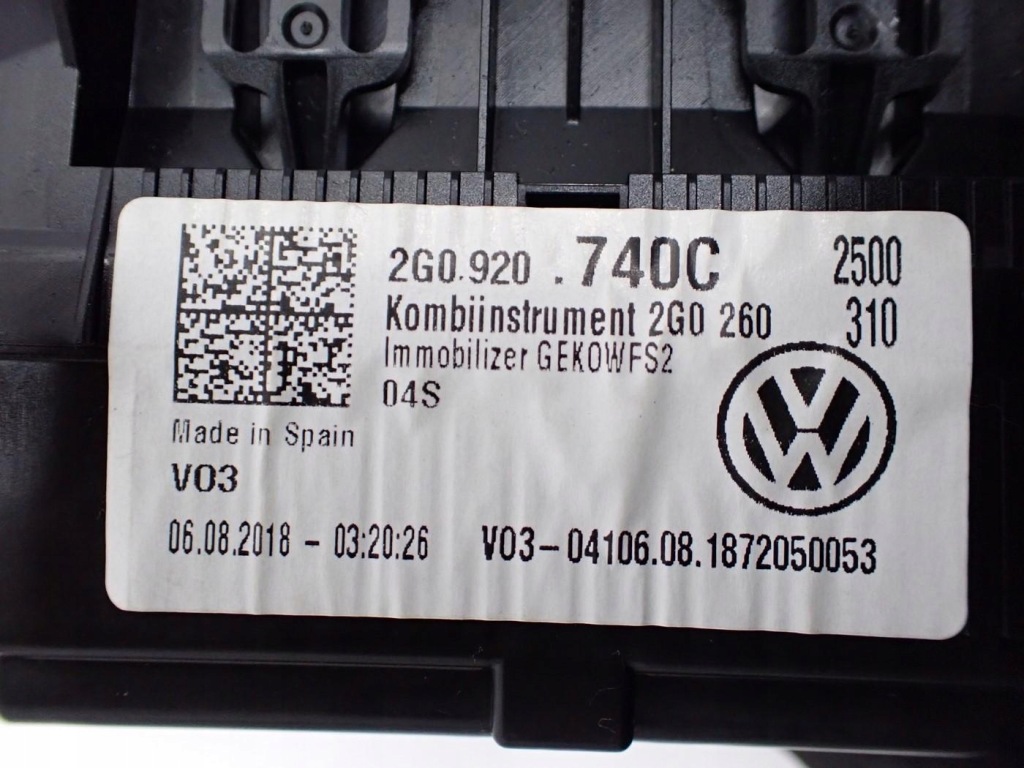 2G0.920 .740C 2500
Kombiinstrument 2G0 260 310
Immobilizer GEKOWFS2
04S
Made in Spain
V03
06.08.2018 - 03:20:26 V03-04106.08.1872050053